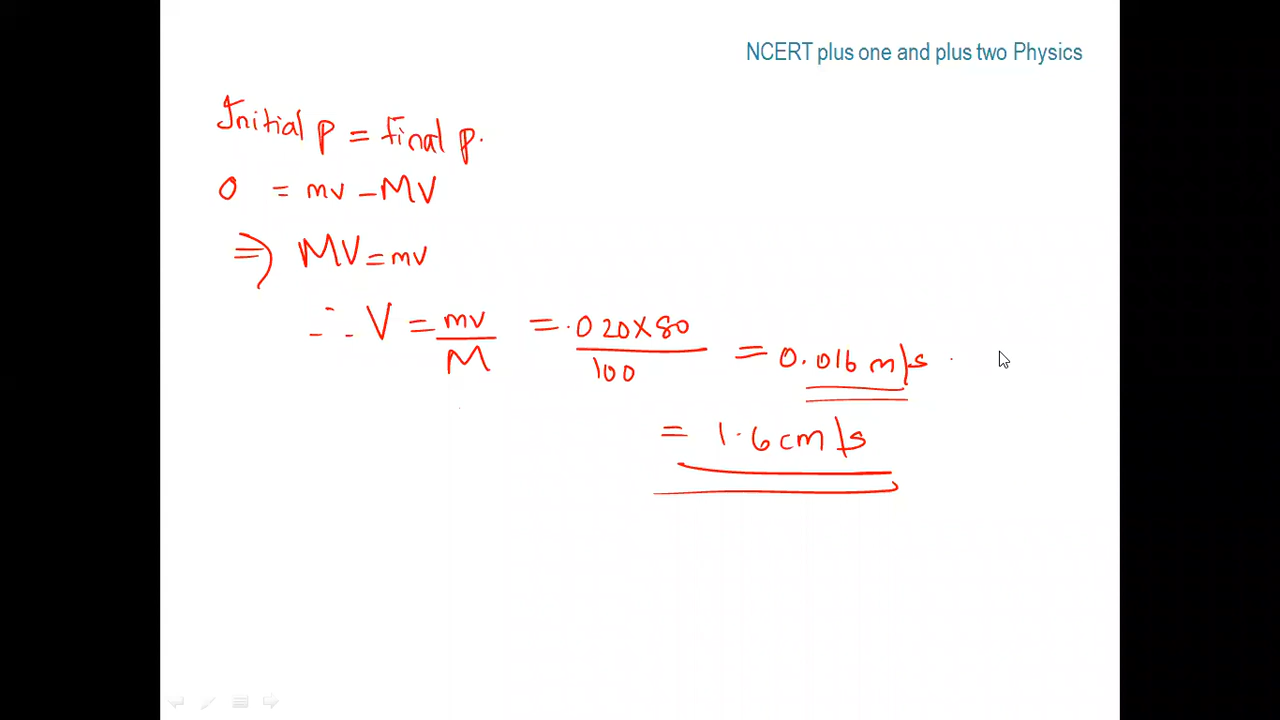 NCERT plus one and plus two Physics
Initial p = final p.
0 = mv - MV
⇒ MV = mv
∴ V = mv/M = .020 x 80/100 = 0.016 m/s
= 1.6 cm/s